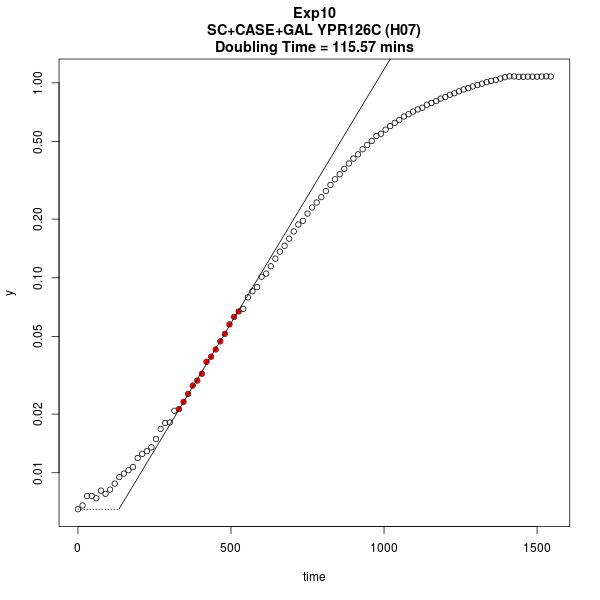 Exp10
SC+CASE+GAL YPR126C (H07)
Doubling Time = 115.57 mins
1.00
0.50
0.20
0.10
0.05
0.02
0.01
y
0 500 1000 1500
time